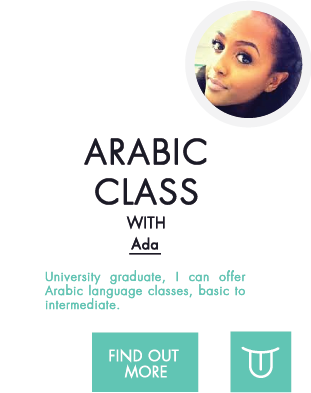 ARABIC
CLASS
WITH
Ada
University graduate, I can offer
Arabic language classes, basic to
intermediate.
FIND OUT
MORE